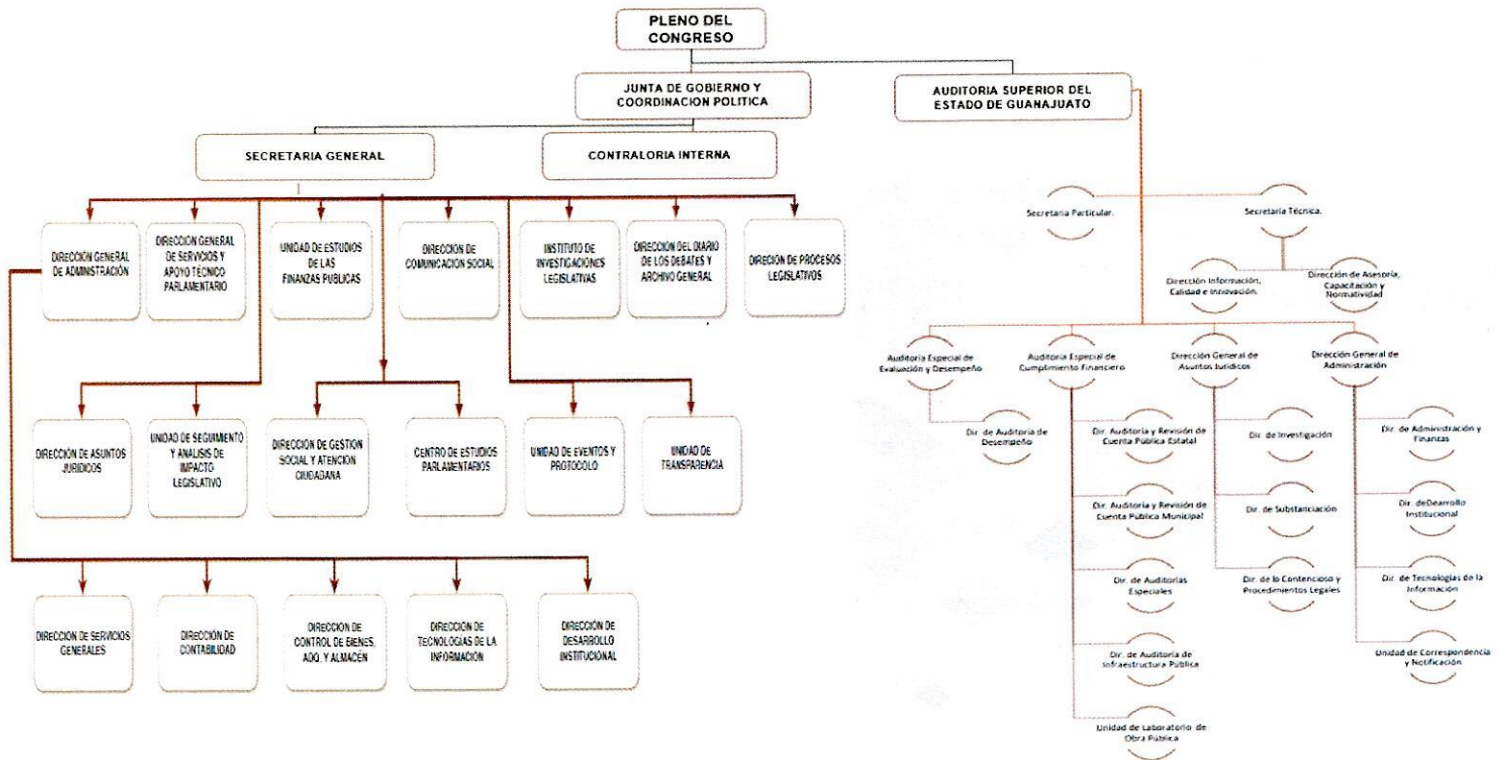 PLENO DEL
CONGRESO
JUNTA DE GOBIERNO Y
COORDINACION POLITICA
AUDITORIA SUPERIOR DEL
ESTADO DE GUANAJUATO
SECRETARIA GENERAL
CONTRALORIA INTERNA
DIRECCIÓN GENERAL
DE ADMINISTRACIÓN
DIRECCIÓN GENERAL
DE SERVICIOS Y
APOYO TÉCNICO
PARLAMENTARIO
UNIDAD DE ESTUDIOS
DE LAS
FINANZAS PUBLICAS
DIRECCIÓN DE
COMUNICACION SOCIAL
INSTITUTO DE
INVESTIGACIONES
LEGISLATIVAS
DIRECCIÓN DEL DIARIO
DE LOS DEBATES Y
ARCHIVO GENERAL
DIRECIÓN DE PROCESOS
LEGISLATIVOS
DIRECCIÓN DE ASUNTOS
JURIDICOS
UNIDAD DE SEGUIMIENTO
Y ANALISIS DE
IMPACTO
LEGISLATIVO
DIRECCIÓN DE GESTION
SOCIAL Y ATENCION
CIUDADANA
CENTRO DE ESTUDIOS
PARLAMENTARIOS
UNIDAD DE EVENTOS Y
PROTOCOLO
UNIDAD DE
TRANSPARENCIA
DIRECCIÓN DE SERVICIOS
GENERALES
DIRECCIÓN DE
CONTABILIDAD
DIRECCIÓN DE
CONTROL DE BIENES,
ADQ. Y ALMACÉN
DIRECCIÓN DE
TECNOLOGÍAS DE LA
INFORMACIÓN
DIRECCIÓN DE
DESARROLLO
INSTITUCIONAL
Secretaria Particular.
Secretaría Técnica.
Dirección Información,
Calidad e Innovación.
Dirección de Asesoría,
Capacitación y
Normatividad
Auditoria Especial de
Evaluación y Desempeño
Auditoria Especial de
Cumplimiento Financiero
Dirección General de
Asuntos Jurídicos
Dirección General de
Administración
Dir. de Auditoria de
Desempeño
Dir. Auditoria y Revisión de
Cuenta Pública Estatal
Dir. de Investigación
Dir. de Administración y
Finanzas
Dir. Auditoria y Revisión de
Cuenta Pública Municipal
Dir. de Substanciación
Dir. deDearrollo
Institucional
Dir. de Auditorías
Especiales
Dir. de lo Contencioso y
Procedimientos Legales
Dir. de Tecnologías de la
Información
Dir. de Auditoría de
Infraestructura Pública
Unidad de Correspondencia
y Notificación
Unidad de Laboratorio de
Obra Pública